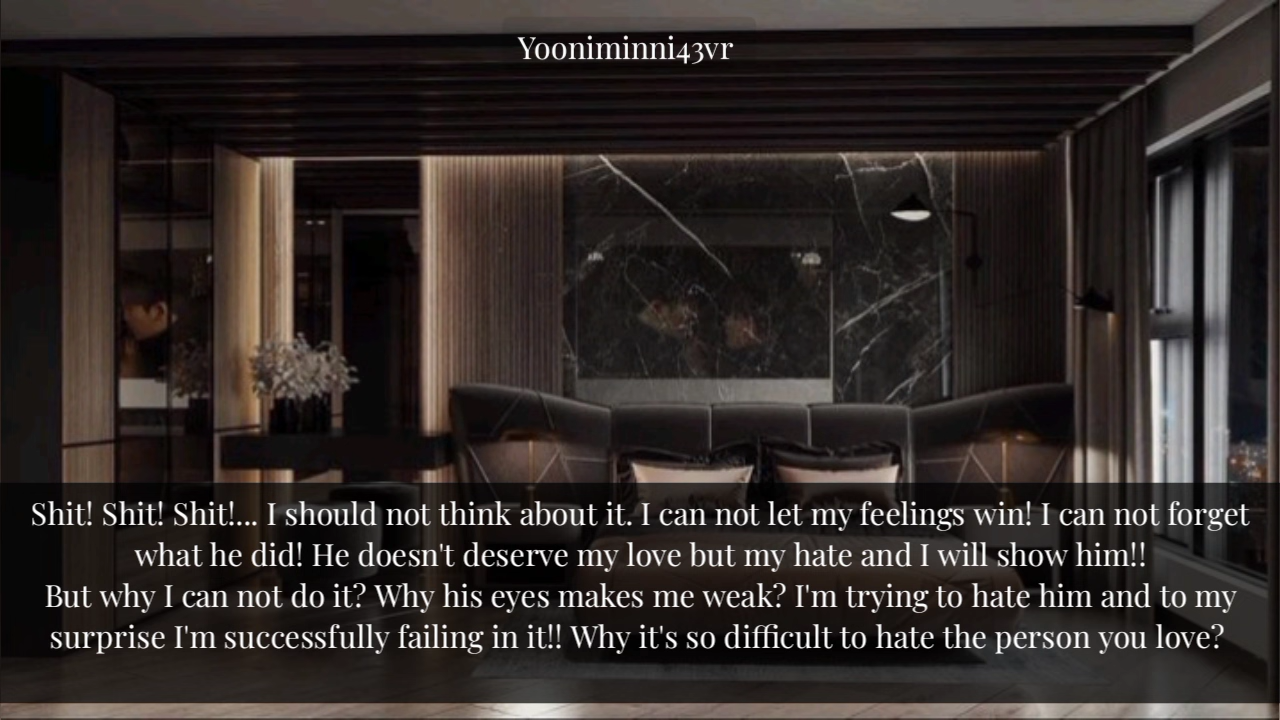 Yooniminni43vr
Shit! Shit! Shit!... I should not think about it. I can not let my feelings win! I can not forget
what he did! He doesn't deserve my love but my hate and I will show him!!
But why I can not do it? Why his eyes makes me weak? I'm trying to hate him and to my
surprise I'm successfully failing in it!! Why it's so difficult to hate the person you love?